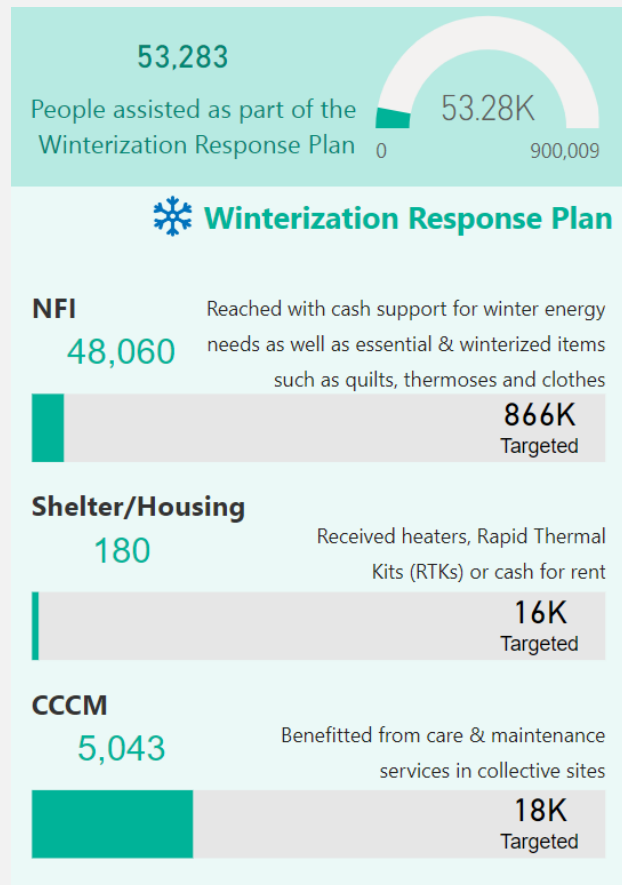 53,283
People assisted as part of the
Winterization Response Plan
53.28K
0
900,009
Winterization Response Plan
NFI
48,060
Reached with cash support for winter energy
needs as well as essential & winterized items
such as quilts, thermoses and clothes
866K
Targeted
Shelter/Housing
180
Received heaters, Rapid Thermal
Kits (RTKs) or cash for rent
16K
Targeted
CCCM
5,043
Benefitted from care & maintenance
services in collective sites
18K
Targeted